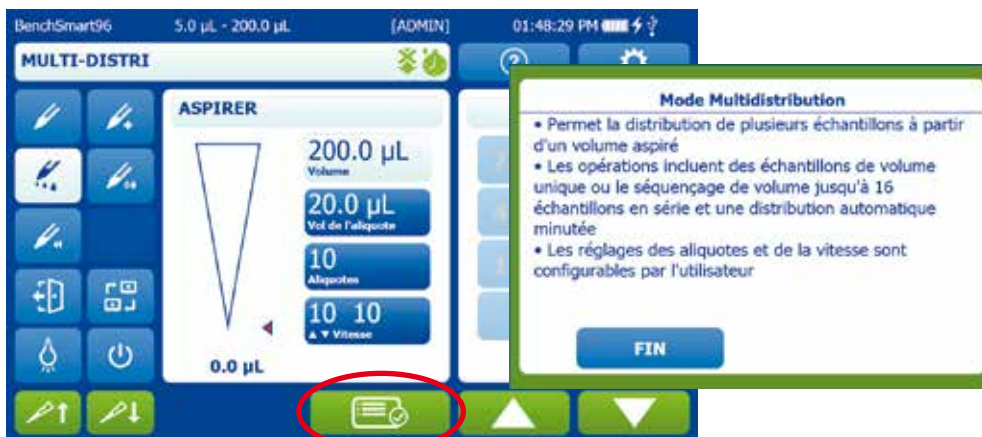 BenchSmart96 5.0 µL - 200.0 µL [ADMIN] 01:48:29 PM
MULTI-DISTRI
?
ASPIRER
200.0 µL
Volume
20.0 µL
Vol de l'aliquote
10
Aliquotes
10 10
▲ ▼ Vitesse
0.0 µL
Mode Multidistribution
• Permet la distribution de plusieurs échantillons à partir
d'un volume aspiré
• Les opérations incluent des échantillons de volume
unique ou le séquençage de volume jusqu'à 16
échantillons en série et une distribution automatique
minutée
• Les réglages des aliquotes et de la vitesse sont
configurables par l'utilisateur
FIN